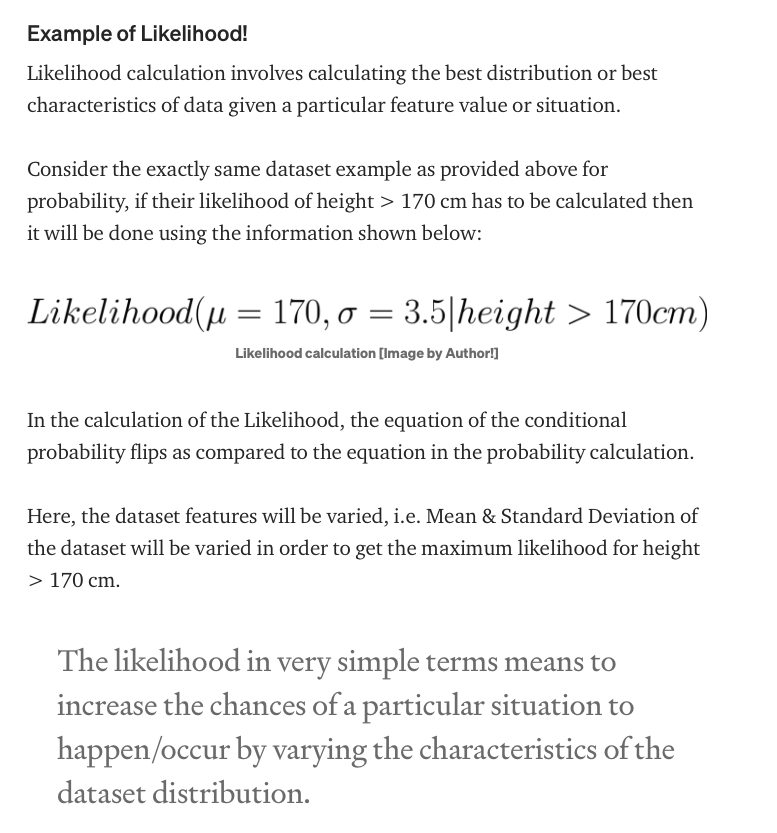 Example of Likelihood!
Likelihood calculation involves calculating the best distribution or best
characteristics of data given a particular feature value or situation.
Consider the exactly same dataset example as provided above for
probability, if their likelihood of height > 170 cm has to be calculated then
it will be done using the information shown below:
Likelihood(μ = 170, σ = 3.5|height > 170cm)
Likelihood calculation [Image by Author!]
In the calculation of the Likelihood, the equation of the conditional
probability flips as compared to the equation in the probability calculation.
Here, the dataset features will be varied, i.e. Mean & Standard Deviation of
the dataset will be varied in order to get the maximum likelihood for height
> 170 cm.
The likelihood in very simple terms means to
increase the chances of a particular situation to
happen/occur by varying the characteristics of the
dataset distribution.